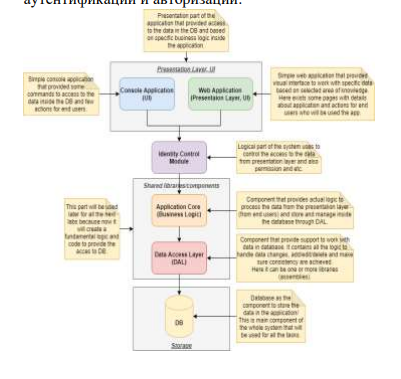 аутентификации и авторизации.
Presentation part of the
application that provided access
to the data in the DB and based
on specific business logic inside
the application
Presentation Layer, UI
Simple console application
that provided some
commands to access to the
data inside the DB and few
actions for end users.
Console Application
(UI)
Web Application
(Presentaion Layer, UI)
Simple web application that provided
visual interface to work with specific data
based on selected area of knowledge.
Here exists some pages with details
about application and actions for end
users who will be used the app.
Identity Control
Module
Logical part of the system uses to
control the access to the data
from presentation layer and also
permission and etc.
Shared libraries/components
This part will be used
later for all the next
labs because now it
will create a
fundamental logic and
code to provide the
acces to DB.
Application Core
(Business Logic)
Component that provides actual logic to
process the data from the presentation layer
(from end users) and store and manage inside
the database through DAL.
Data Access Layer
(DAL)
Component that provide support to work with
data in database. It contains all the logic to
handle data changes, add/edit/delete and make
sure consistency are achieved.
Here it can be one or more libraries
(assemblies)
DB
Storage
Database as the
component to store the
data in the application/
This is main component of
the whole system that will be
used for all the tasks